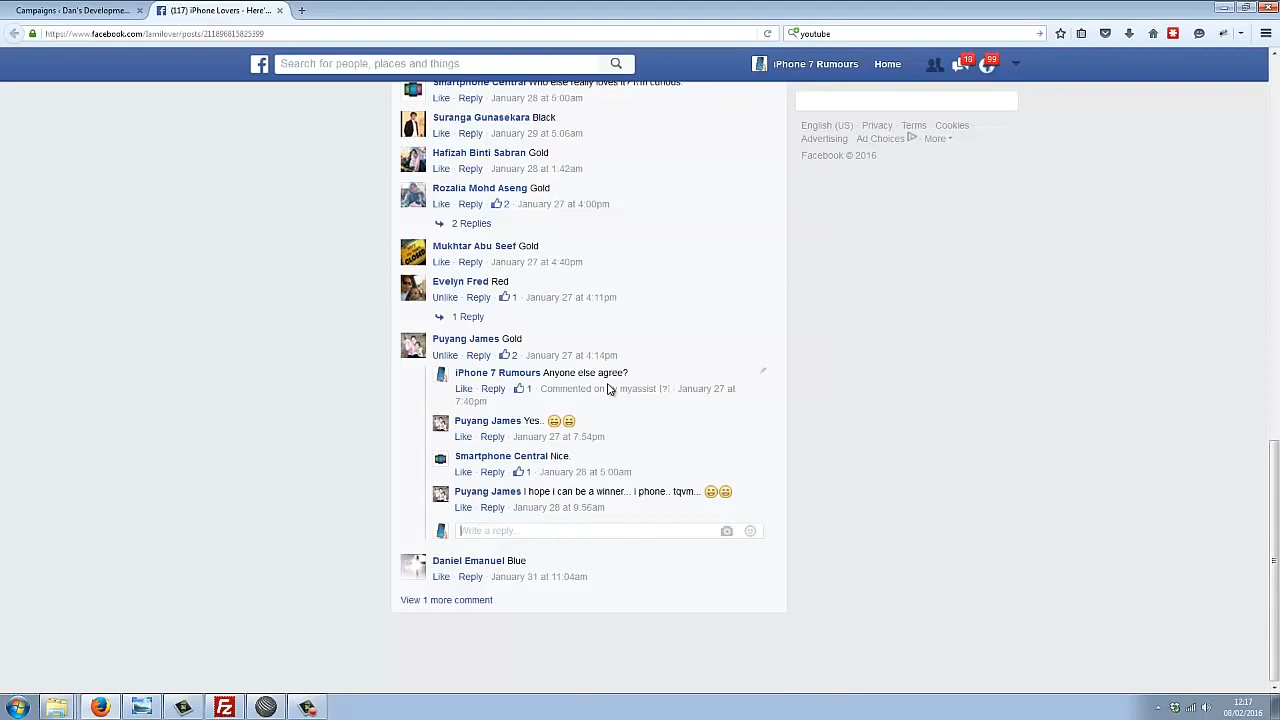 Campaigns ‹ Dan's Developme... ×
(117) iPhone Lovers - Here'... × +
https://www.facebook.com/Iamilover/posts/211896815825399
youtube
Search for people, places and things
iPhone 7 Rumours Home 18 99
Smartphone Central Who else really loves it? I'm curious.
Like · Reply · January 28 at 5:00am
Suranga Gunasekara Black
Like · Reply · January 29 at 5:06am
Hafizah Binti Sabran Gold
Like · Reply · January 28 at 1:42am
Rozalia Mohd Aseng Gold
Like · Reply · 2 · January 27 at 4:00pm
2 Replies
Mukhtar Abu Seef Gold
Like · Reply · January 27 at 4:40pm
Evelyn Fred Red
Unlike · Reply · 1 · January 27 at 4:11pm
1 Reply
Puyang James Gold
Unlike · Reply · 2 · January 27 at 4:14pm
iPhone 7 Rumours Anyone else agree?
Like · Reply · 1 · Commented on myassist [?] · January 27 at
7:40pm
Puyang James Yes.. 😄😄
Like · Reply · January 27 at 7:54pm
Smartphone Central Nice.
Like · Reply · 1 · January 28 at 5:00am
Puyang James I hope i can be a winner... i phone.. tqvm... 😄😄
Like · Reply · January 28 at 9:56am
Write a reply...
Daniel Emanuel Blue
Like · Reply · January 31 at 11:04am
View 1 more comment
English (US) · Privacy · Terms · Cookies ·
Advertising · Ad Choices · More
Facebook © 2016
12:17
08/02/2016